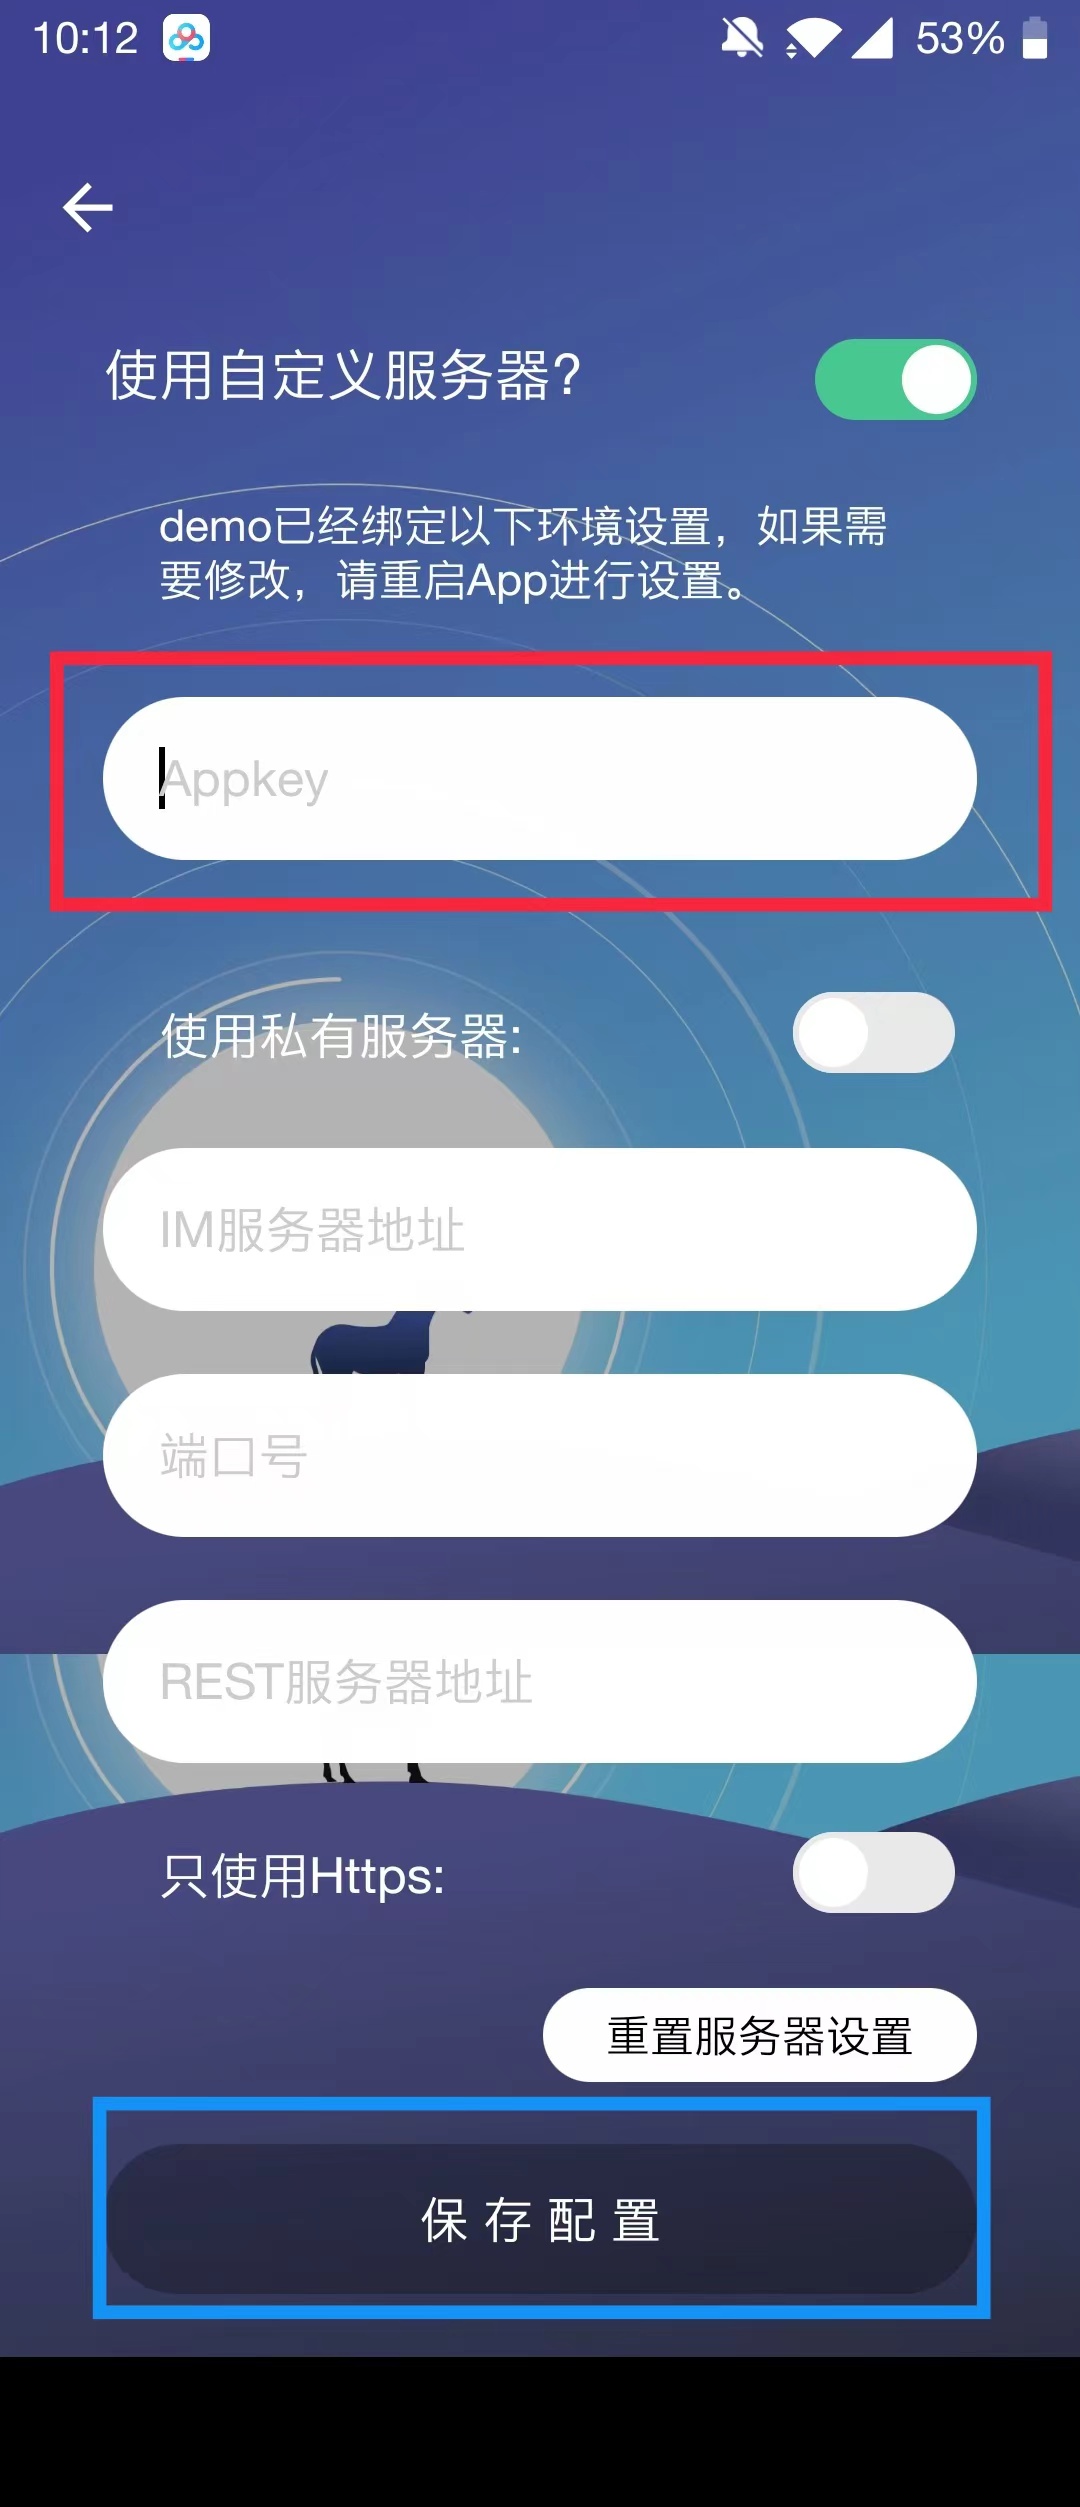 10:12
53%
使用自定义服务器?
demo已经绑定以下环境设置，如果需
要修改，请重启App进行设置。
Appkey
使用私有服务器:
IM服务器地址
端口号
REST服务器地址
只使用Https:
重置服务器设置
保存配置